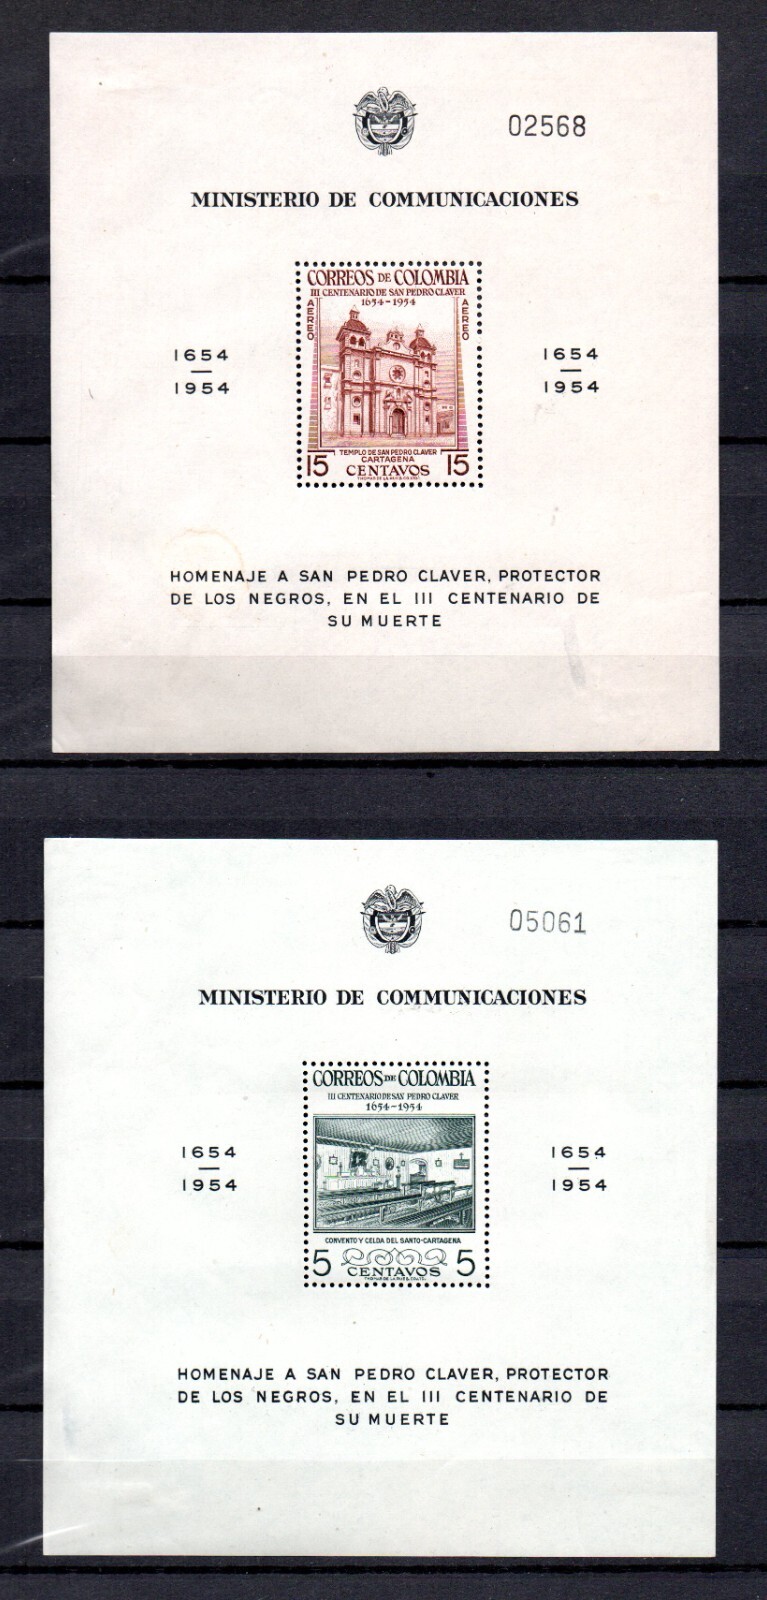 02568
MINISTERIO DE COMMUNICACIONES
CORREOS DE COLOMBIA
III CENTENARIO DE SAN PEDRO CLAVER
1654-1954
AEREO
AEREO
1654
1954
1654
1954
TEMPLO DE SAN PEDRO CLAVER
CARTAGENA
15 CENTAVOS 15
HOMENAJE A SAN PEDRO CLAVER, PROTECTOR
DE LOS NEGROS, EN EL III CENTENARIO DE
SU MUERTE
05061
MINISTERIO DE COMMUNICACIONES
CORREOS DE COLOMBIA
III CENTENARIO DE SAN PEDRO CLAVER
1654-1954
1654
1954
1654
1954
CONVENTO Y CELDA DEL SANTO-CARTAGENA
5 CENTAVOS 5
HOMENAJE A SAN PEDRO CLAVER, PROTECTOR
DE LOS NEGROS, EN EL III CENTENARIO DE
SU MUERTE